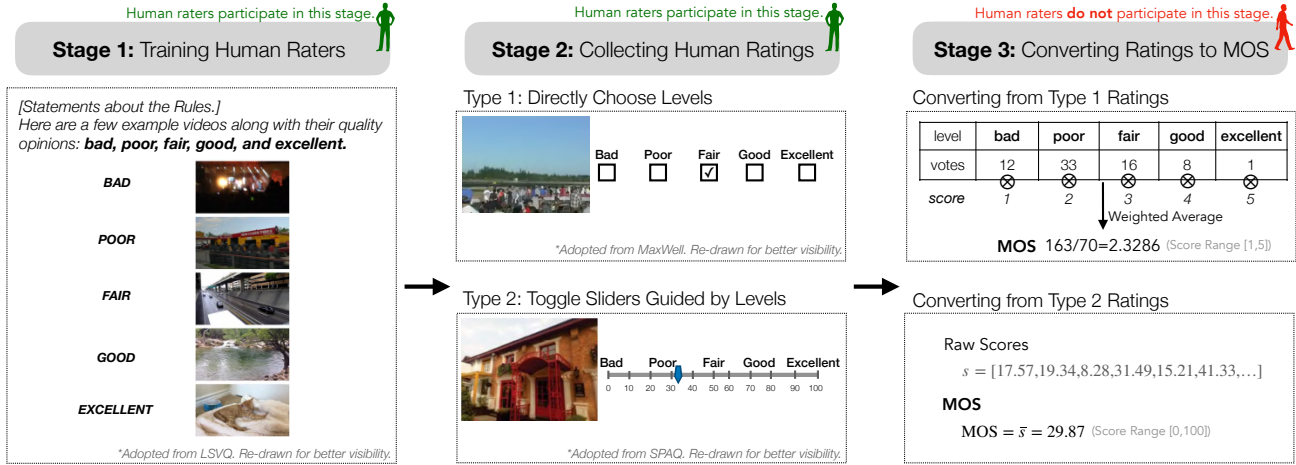 Human raters participate in this stage.
Stage 1: Training Human Raters
[Statements about the Rules.]
Here are a few example videos along with their quality
opinions: bad, poor, fair, good, and excellent.
BAD
POOR
FAIR
GOOD
EXCELLENT
*Adopted from LSVQ. Re-drawn for better visibility.
Human raters participate in this stage.
Stage 2: Collecting Human Ratings
Type 1: Directly Choose Levels
Bad Poor Fair Good Excellent
*Adopted from MaxWell. Re-drawn for better visibility.
Type 2: Toggle Sliders Guided by Levels
Bad Poor Fair Good Excellent
0 10 20 30 40 50 60 70 80 90 100
*Adopted from SPAQ. Re-drawn for better visibility.
Human raters do not participate in this stage.
Stage 3: Converting Ratings to MOS
Converting from Type 1 Ratings
level bad poor fair good excellent
votes 12 33 16 8 1
score 1 2 3 4 5
Weighted Average
MOS 163/70=2.3286 (Score Range [1,5])
Converting from Type 2 Ratings
Raw Scores
s = [17.57,19.34,8.28,31.49,15.21,41.33,…]
MOS
MOS = s̄ = 29.87 (Score Range [0,100])